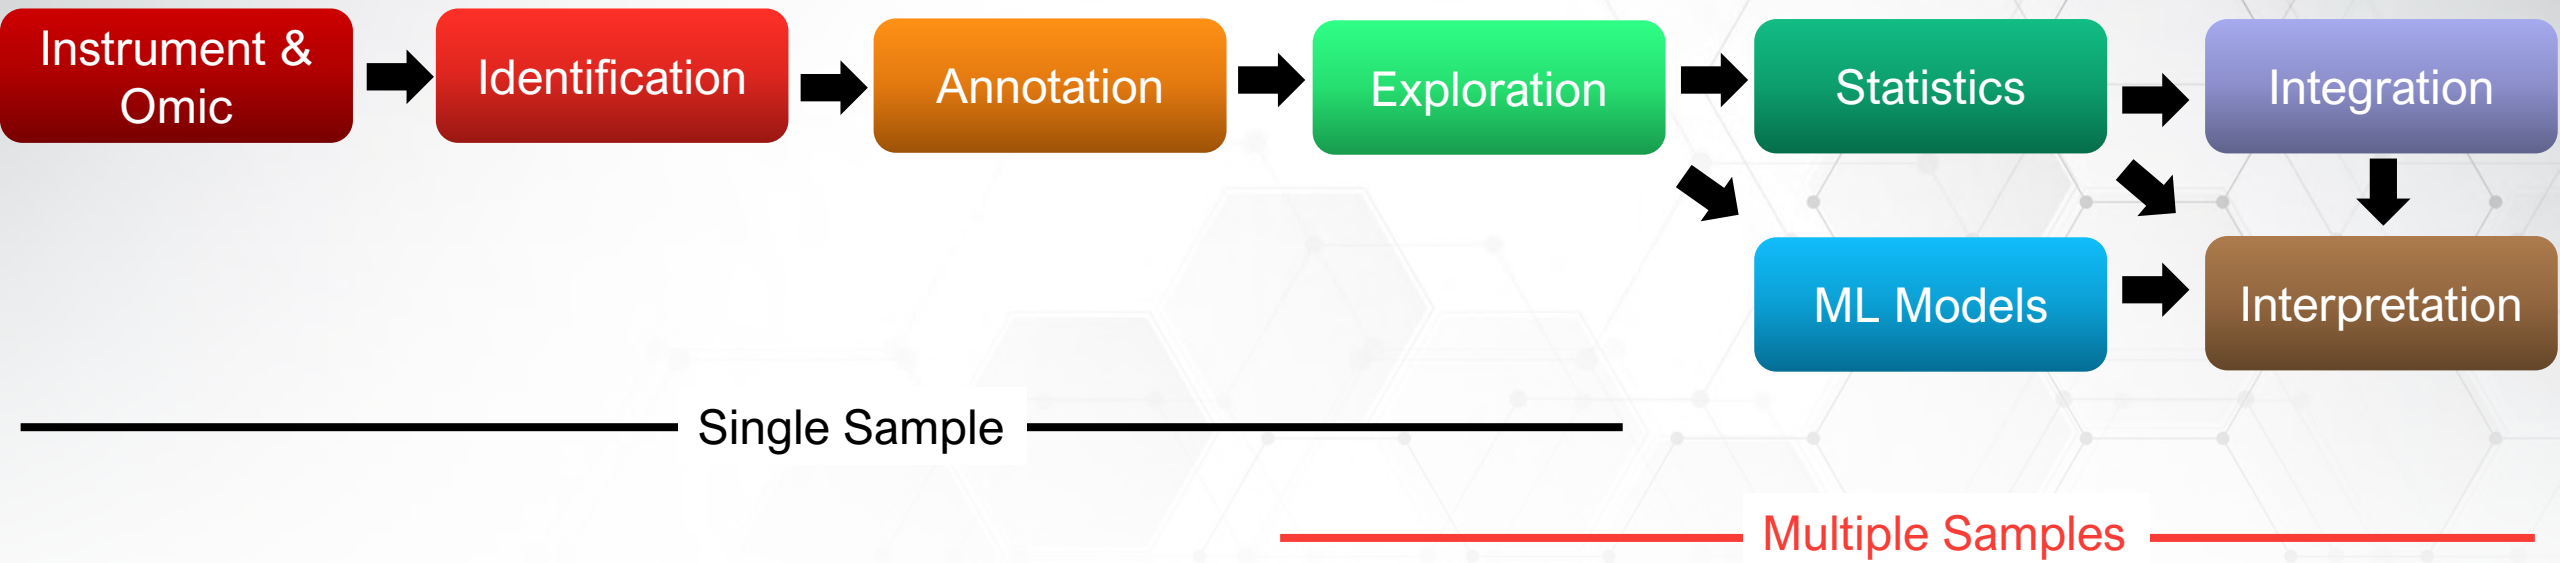 Instrument &
Omic
Identification
Annotation
Exploration
Statistics
Integration
ML Models
Interpretation
Single Sample
Multiple Samples